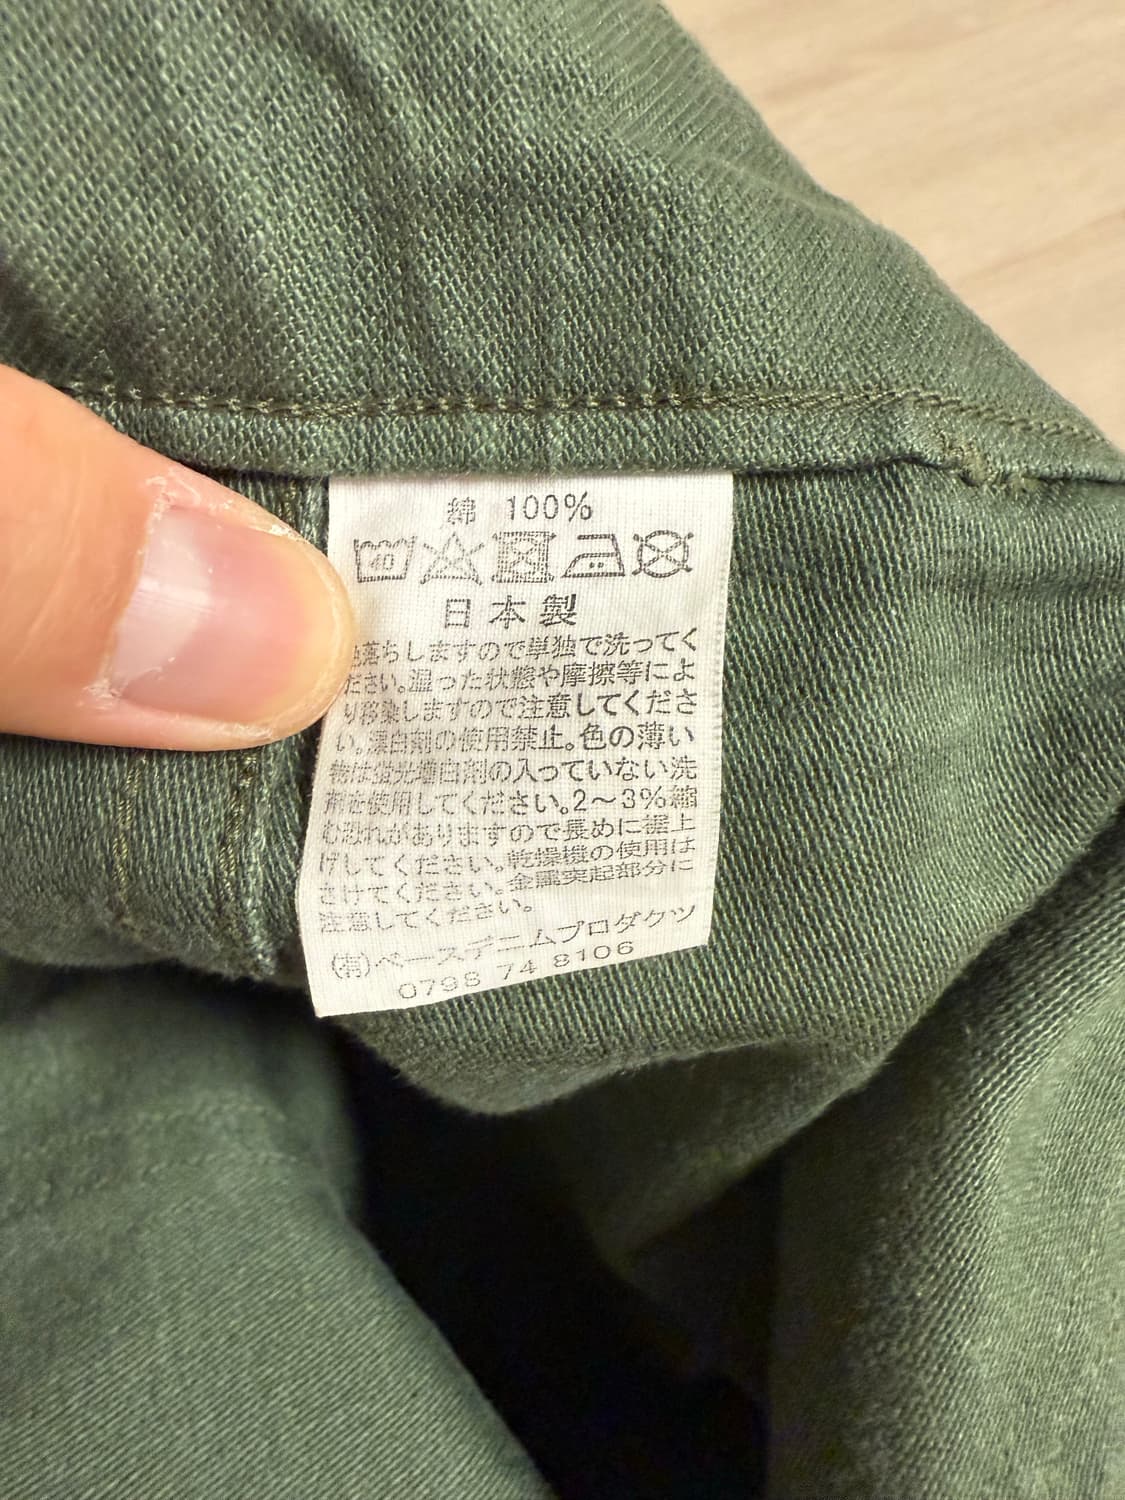 綿 100%
40
日本製
色落ちしますので単独で洗ってく
ださい。湿った状態や摩擦等によ
り移染しますので注意してくださ
い。漂白剤の使用禁止。色の薄い
物は蛍光増白剤の入っていない洗
剤を使用してください。2〜3%縮
む恐れがありますので長めに裾上
げしてください。乾燥機の使用は
さけてください。金属突起部分に
注意してください。
(有)ベースデニムプロダクツ
0798 74 8106